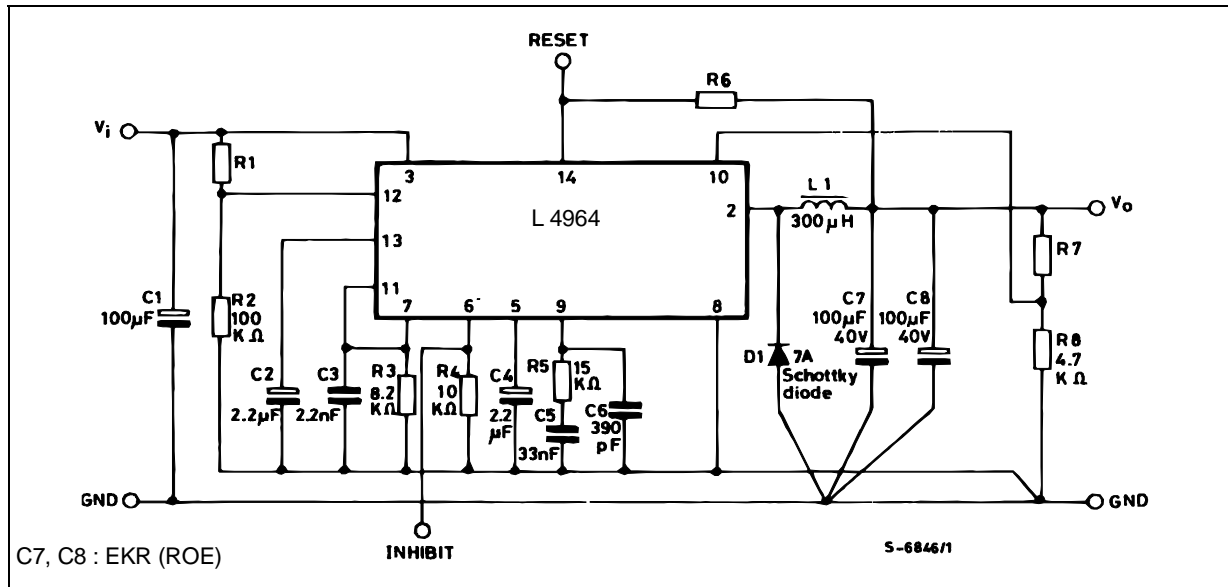 RESET
R6
Vi
R1
3
14
10
12
L 4964
2
L1
300µH
Vo
13
11
R7
C1
100µF
R2
100
KΩ
7
6
5
9
8
C7
100µF
40V
C8
100µF
40V
C2
2.2µF
C3
2.2nF
R3
8.2
KΩ
R4
10
KΩ
C4
2.2
µF
R5
15
KΩ
C5
33nF
C6
390
pF
D1
7A
Schottky
diode
R8
4.7
KΩ
GND
GND
INHIBIT
C7, C8 : EKR (ROE)
S-6846/1